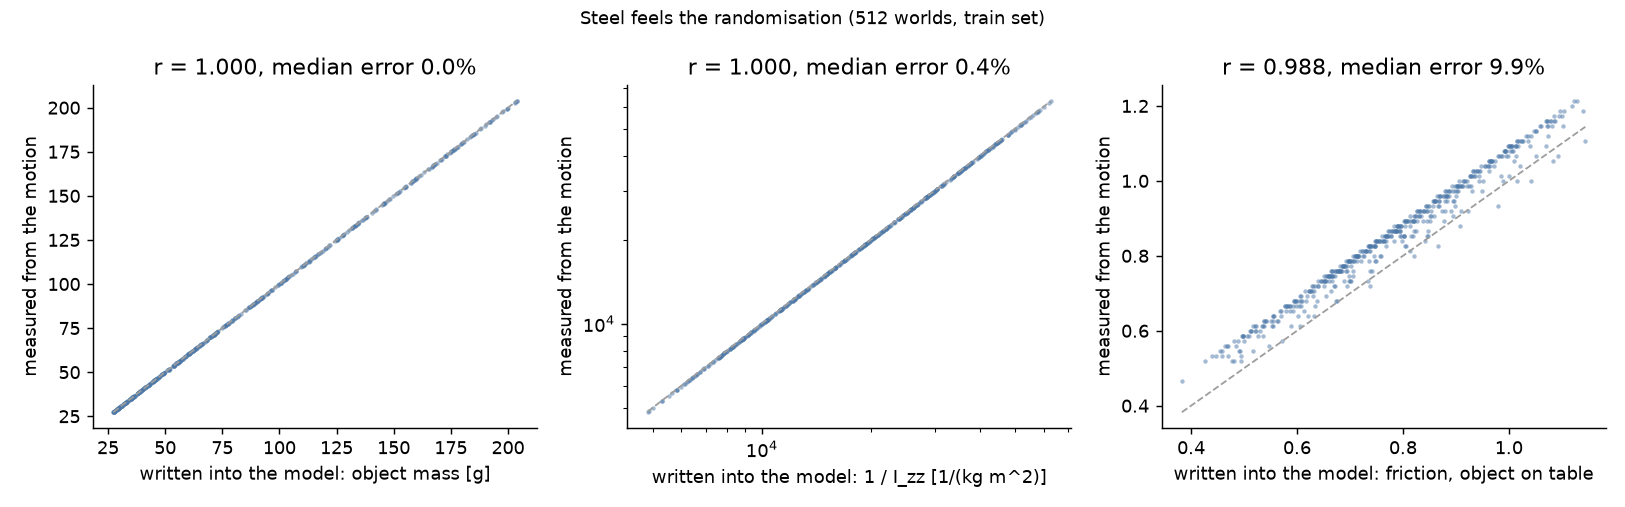 Steel feels the randomisation (512 worlds, train set)
r = 1.000, median error 0.0%
measured from the motion
200
175
150
125
100
75
50
25
25 50 75 100 125 150 175 200
written into the model: object mass [g]
r = 1.000, median error 0.4%
measured from the motion
10^4
10^4
written into the model: 1 / I_zz [1/(kg m^2)]
r = 0.988, median error 9.9%
measured from the motion
1.2
1.0
0.8
0.6
0.4
0.4 0.6 0.8 1.0
written into the model: friction, object on table